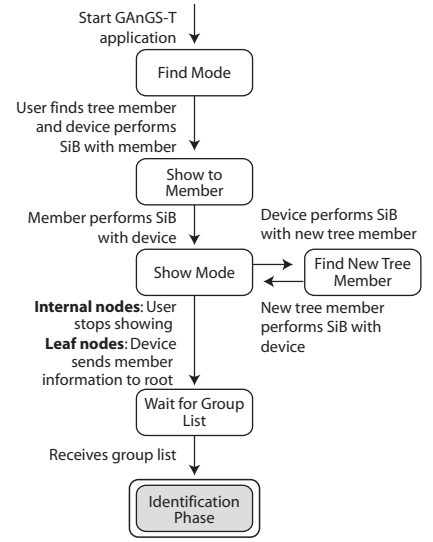 Start GAnGS-T
application
Find Mode
User finds tree member
and device performs
SiB with member
Show to
Member
Member performs SiB
with device
Device performs SiB
with new tree member
Show Mode
Find New Tree
Member
New tree member
performs SiB with
device
Internal nodes: User
stops showing
Leaf nodes: Device
sends member
information to root
Wait for Group
List
Receives group list
Identification
Phase